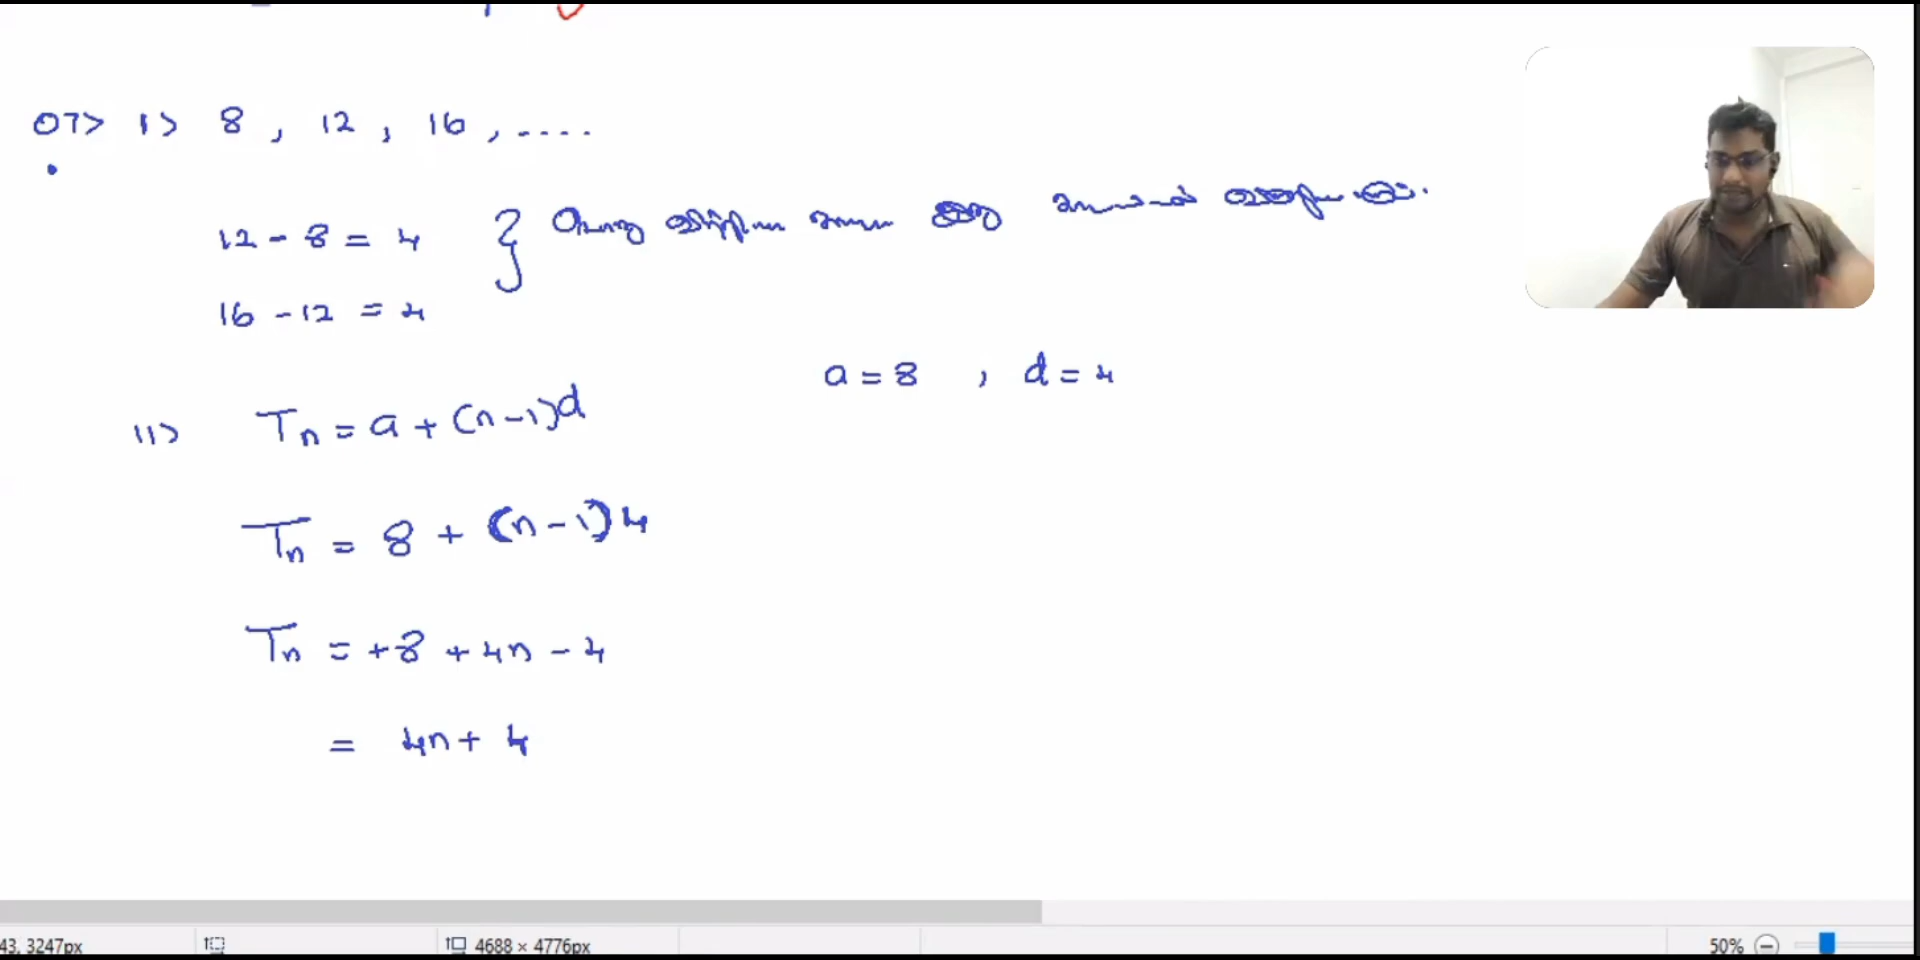 07> i> 8 , 12 , 16 , ....
12 - 8 = 4 }
16 - 12 = 4
a = 8 , d = 4
ii> Tn = a + (n - 1)d
Tn = 8 + (n - 1)4
Tn = +8 + 4n - 4
= 4n + 4
43, 3247px
4688 × 4776px
50%